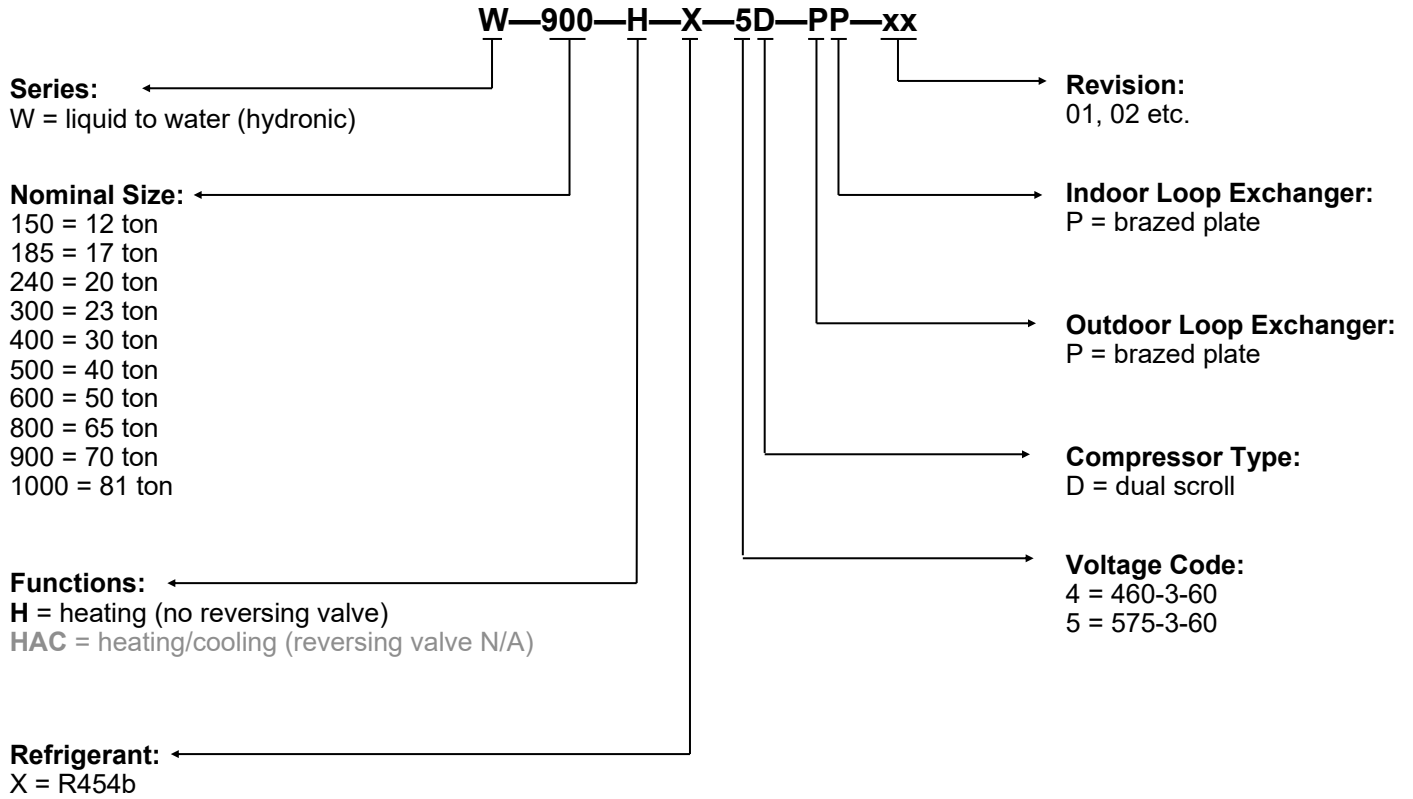 W—900—H—X—5D—PP—xx
Series:
W = liquid to water (hydronic)
Nominal Size:
150 = 12 ton
185 = 17 ton
240 = 20 ton
300 = 23 ton
400 = 30 ton
500 = 40 ton
600 = 50 ton
800 = 65 ton
900 = 70 ton
1000 = 81 ton
Functions:
H = heating (no reversing valve)
HAC = heating/cooling (reversing valve N/A)
Refrigerant:
X = R454b
Revision:
01, 02 etc.
Indoor Loop Exchanger:
P = brazed plate
Outdoor Loop Exchanger:
P = brazed plate
Compressor Type:
D = dual scroll
Voltage Code:
4 = 460-3-60
5 = 575-3-60